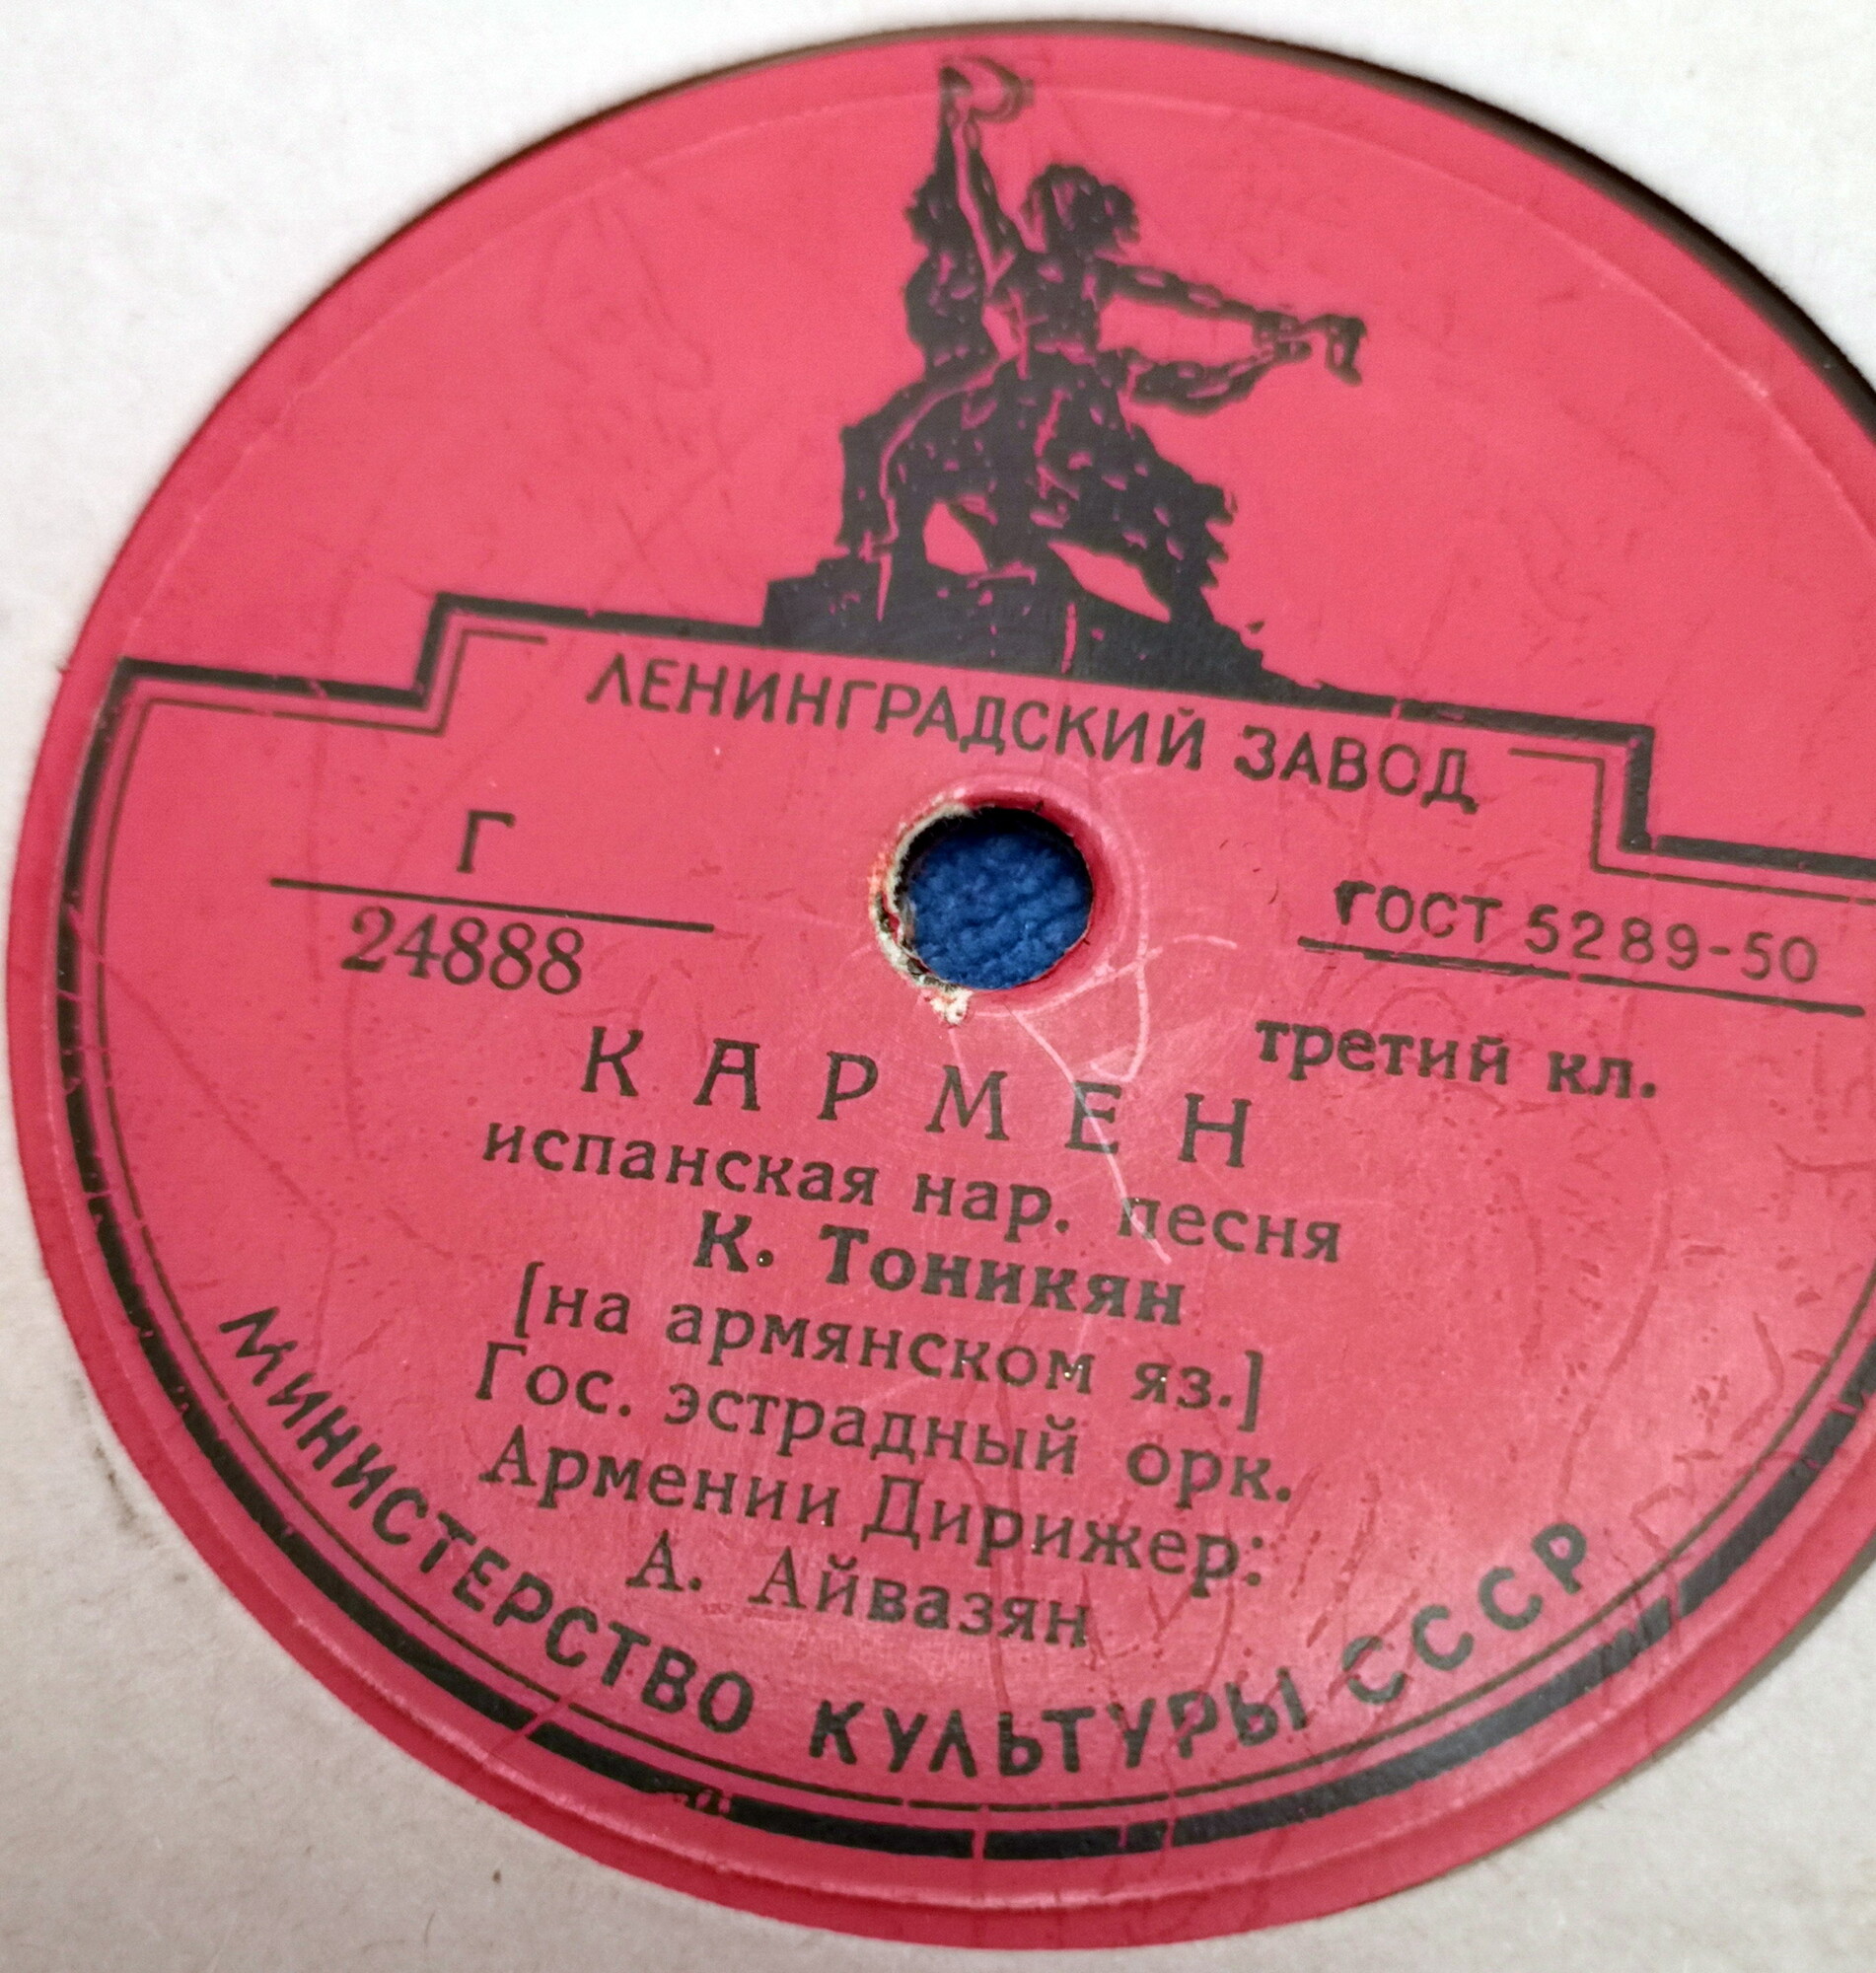 ЛЕНИНГРАДСКИЙ ЗАВОД
Г
24888
ГОСТ 5289-50
третий кл.
КАРМЕН
испанская нар. песня
К. Тоникян
[на армянском яз.]
Гос. эстрадный орк.
Армении Дирижер:
А. Айвазян
МИНИСТЕРСТВО КУЛЬТУРЫ СССР